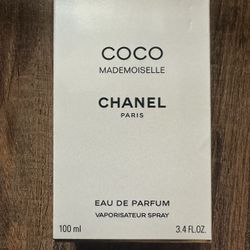 COCO
MADEMOISELLE
CHANEL
PARIS
EAU DE PARFUM
VAPORISATEUR SPRAY
100 ml 3.4 FL.OZ.